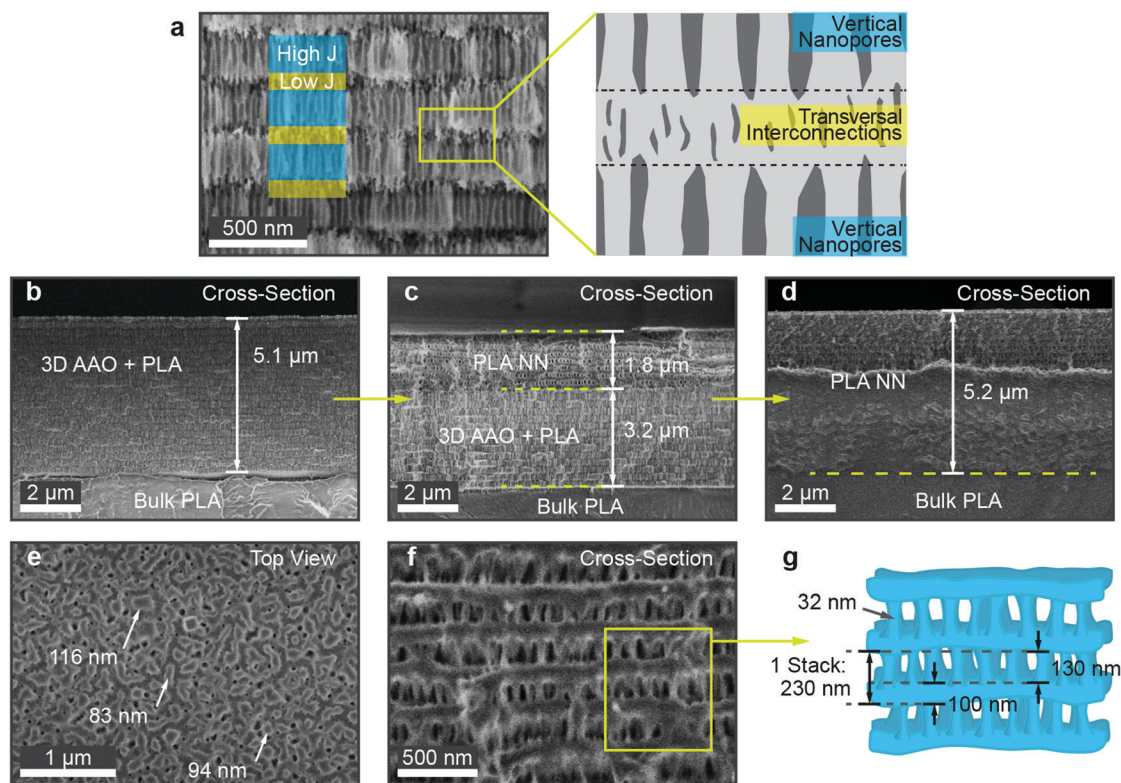 a
High J
Low J
500 nm
Vertical
Nanopores
Transversal
Interconnections
Vertical
Nanopores
b
Cross-Section
5.1 µm
3D AAO + PLA
2 µm
Bulk PLA
c
Cross-Section
PLA NN
1.8 µm
3D AAO + PLA
3.2 µm
2 µm
Bulk PLA
d
Cross-Section
PLA NN
5.2 µm
2 µm
Bulk PLA
e
Top View
116 nm
83 nm
94 nm
1 µm
f
Cross-Section
500 nm
g
32 nm
1 Stack:
230 nm
130 nm
100 nm